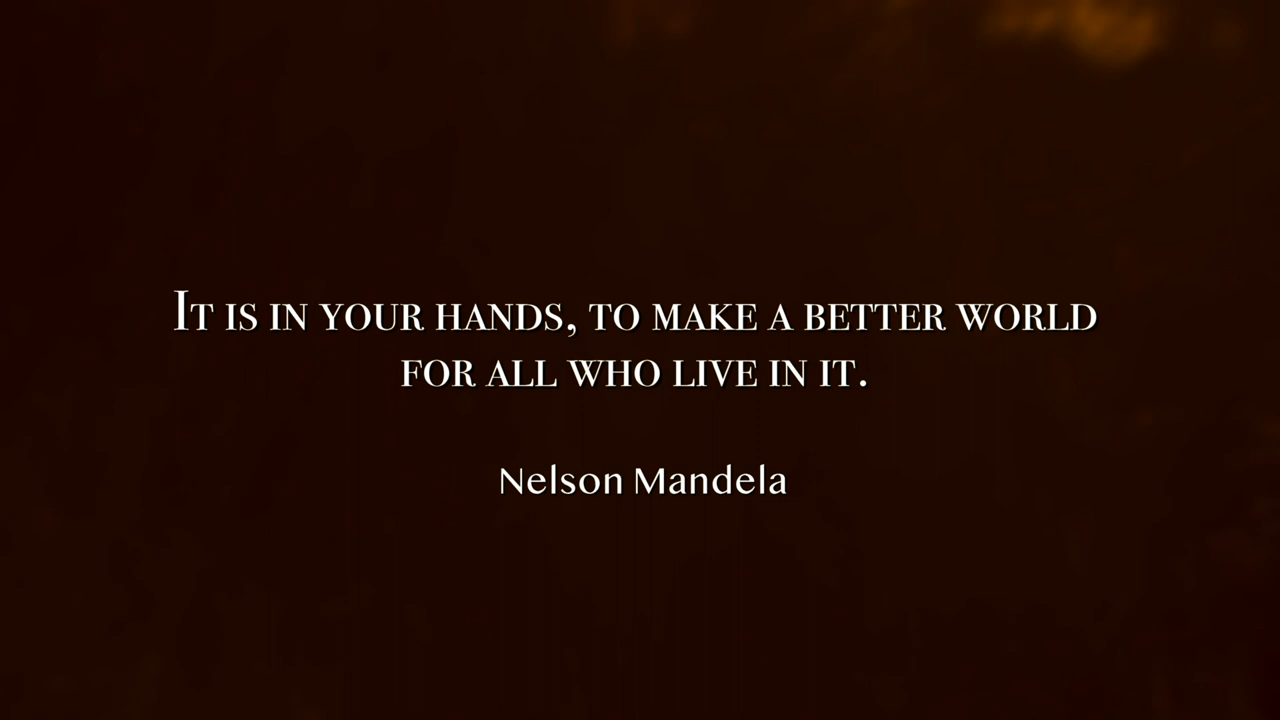 It is in your hands, to make a better world
for all who live in it.
Nelson Mandela